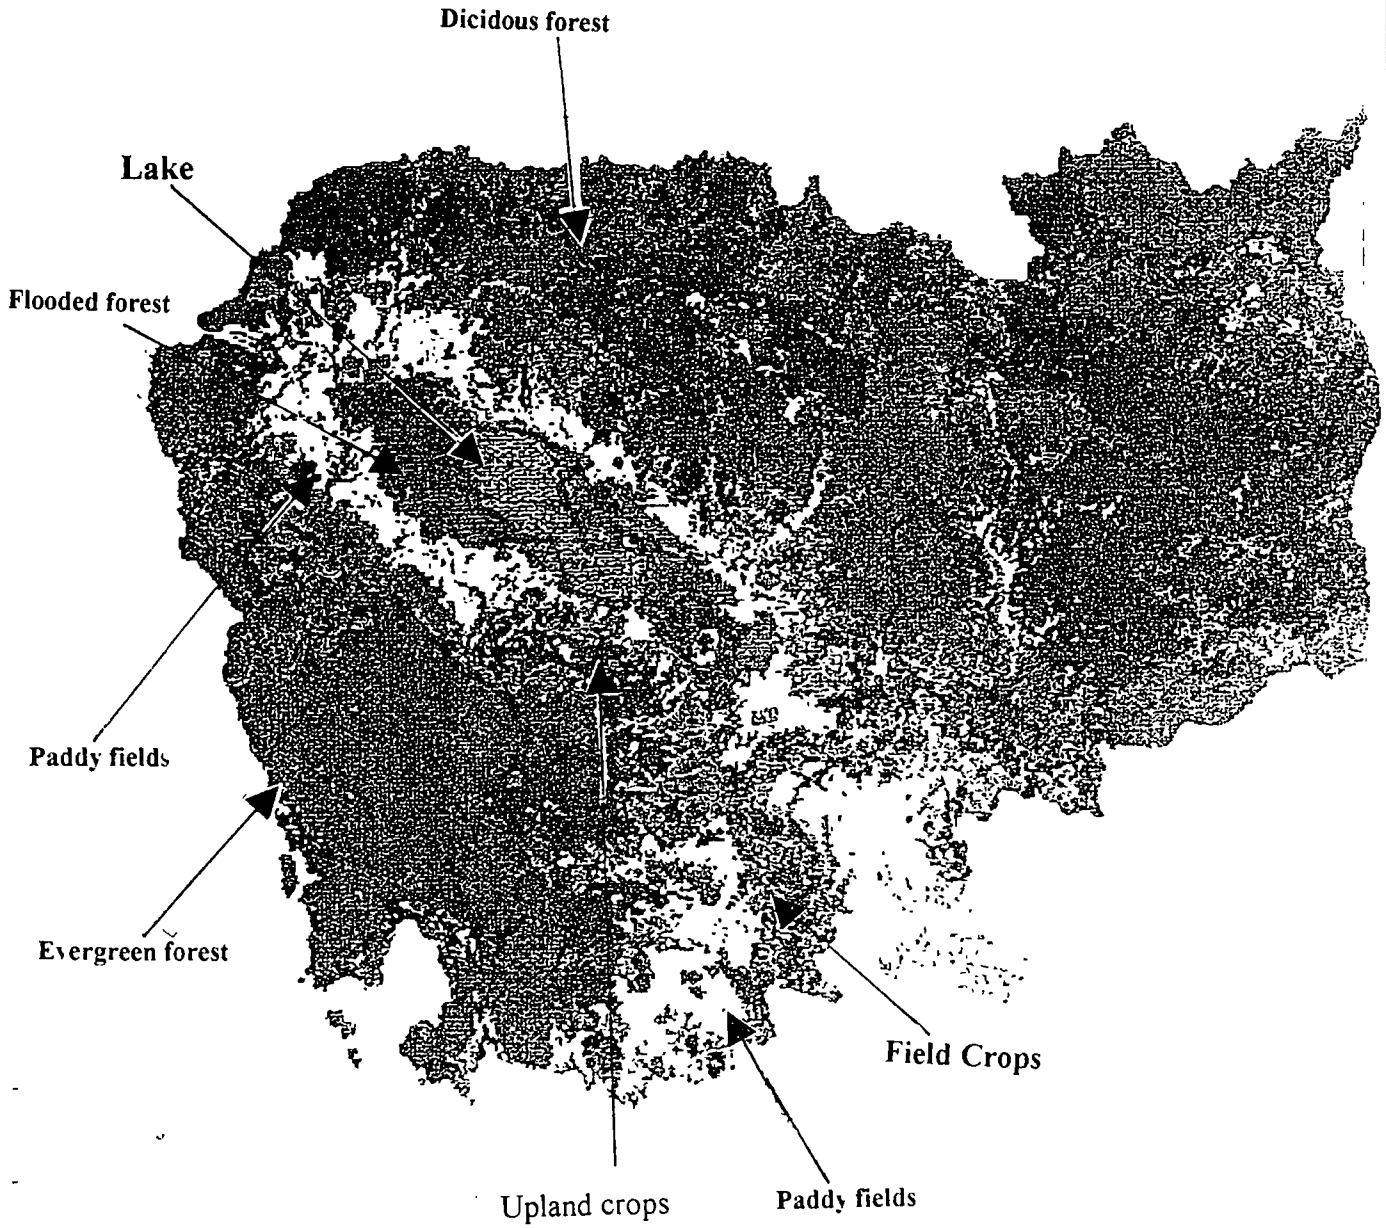 Dicidous forest
Lake
Flooded forest
Paddy fields
Evergreen forest
Field Crops
Upland crops
Paddy fields